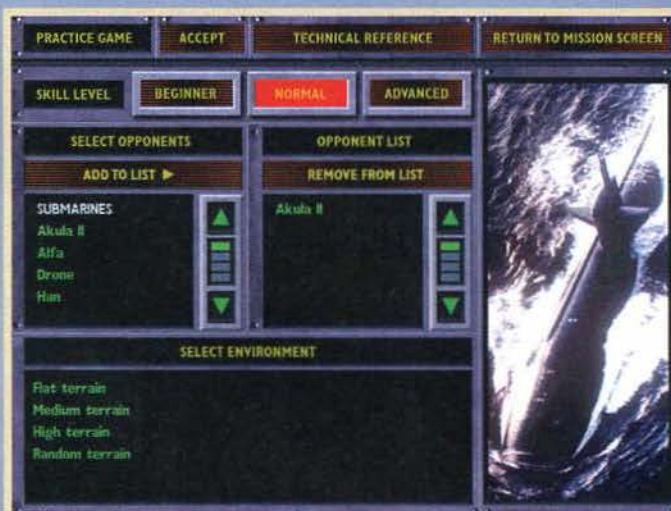 PRACTICE GAME
ACCEPT
TECHNICAL REFERENCE
RETURN TO MISSION SCREEN
SKILL LEVEL
BEGINNER
NORMAL
ADVANCED
SELECT OPPONENTS
OPPONENT LIST
ADD TO LIST ►
REMOVE FROM LIST
SUBMARINES
Akula II
Alfa
Drone
Han
Akula II
SELECT ENVIRONMENT
Flat terrain
Medium terrain
High terrain
Random terrain